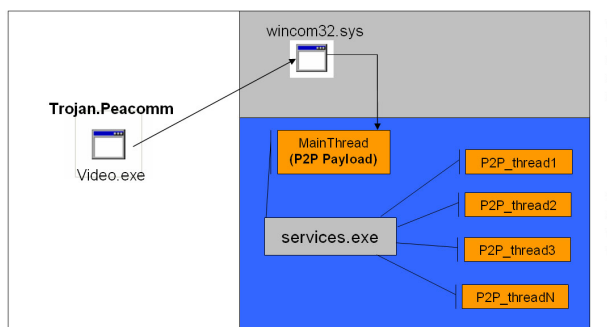 wincom32.sys
Trojan.Peacomm
Video.exe
MainThread
(P2P Payload)
services.exe
P2P_thread1
P2P_thread2
P2P_thread3
P2P_threadN